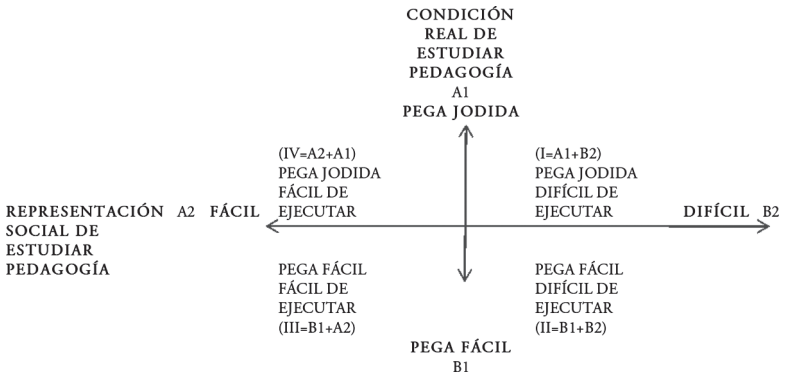 CONDICIÓN
REAL DE
ESTUDIAR
PEDAGOGÍA
A1
PEGA JODIDA
(IV=A2+A1)
PEGA JODIDA
FÁCIL DE
EJECUTAR
(I=A1+B2)
PEGA JODIDA
DIFÍCIL DE
EJECUTAR
REPRESENTACIÓN A2 FÁCIL
SOCIAL DE
ESTUDIAR
PEDAGOGÍA
DIFÍCIL B2
PEGA FÁCIL
FÁCIL DE
EJECUTAR
(III=B1+A2)
PEGA FÁCIL
DIFÍCIL DE
EJECUTAR
(II=B1+B2)
PEGA FÁCIL
B1